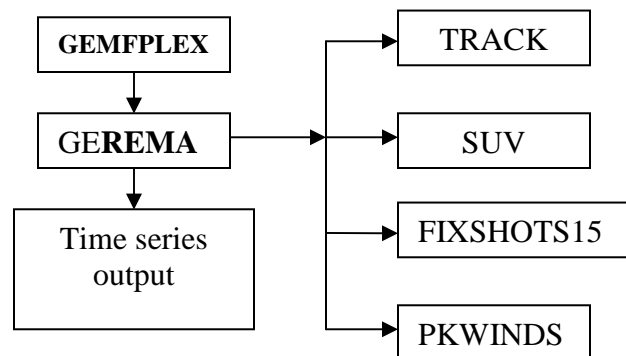 GEMFPLEX
GEREMA
Time series
output
TRACK
SUV
FIXSHOTS15
PKWINDS